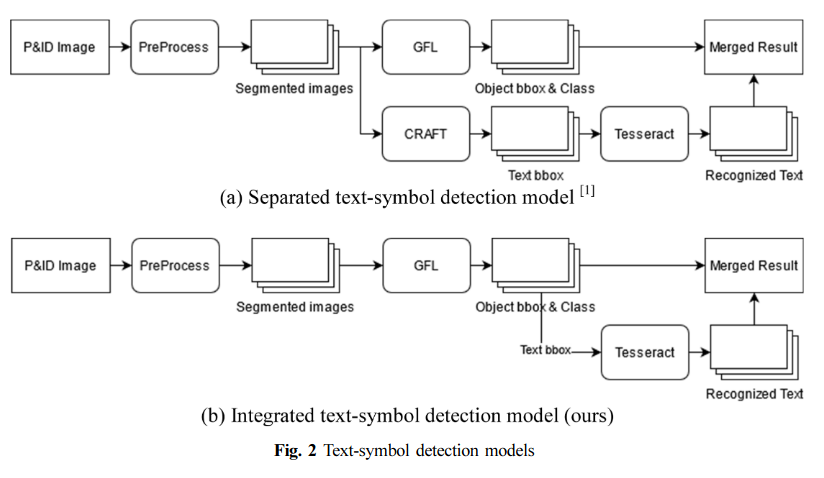 P&ID Image
PreProcess
Segmented images
GFL
Object bbox & Class
Merged Result
CRAFT
Text bbox
Tesseract
Recognized Text
(a) Separated text-symbol detection model [1]
P&ID Image
PreProcess
Segmented images
GFL
Object bbox & Class
Merged Result
Text bbox
Tesseract
Recognized Text
(b) Integrated text-symbol detection model (ours)
Fig. 2 Text-symbol detection models